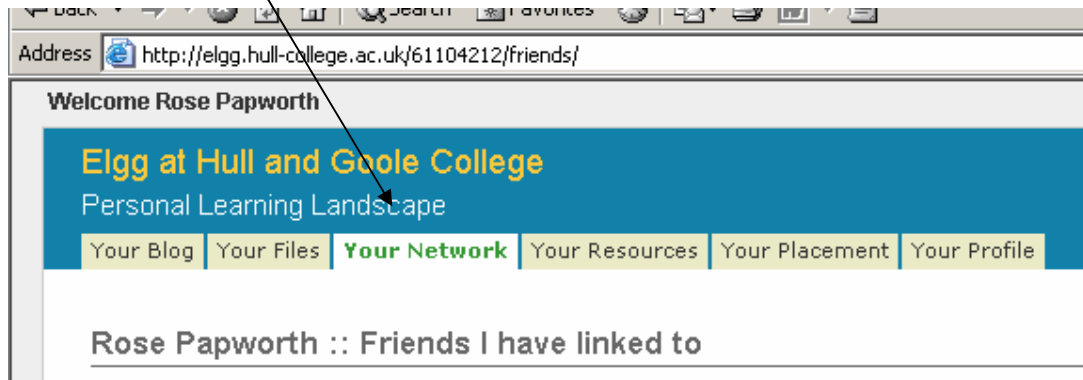 Back Search Favorites
Address http://elgg.hull-college.ac.uk/61104212/friends/
Welcome Rose Papworth
Elgg at Hull and Goole College
Personal Learning Landscape
Your Blog Your Files Your Network Your Resources Your Placement Your Profile
Rose Papworth :: Friends I have linked to